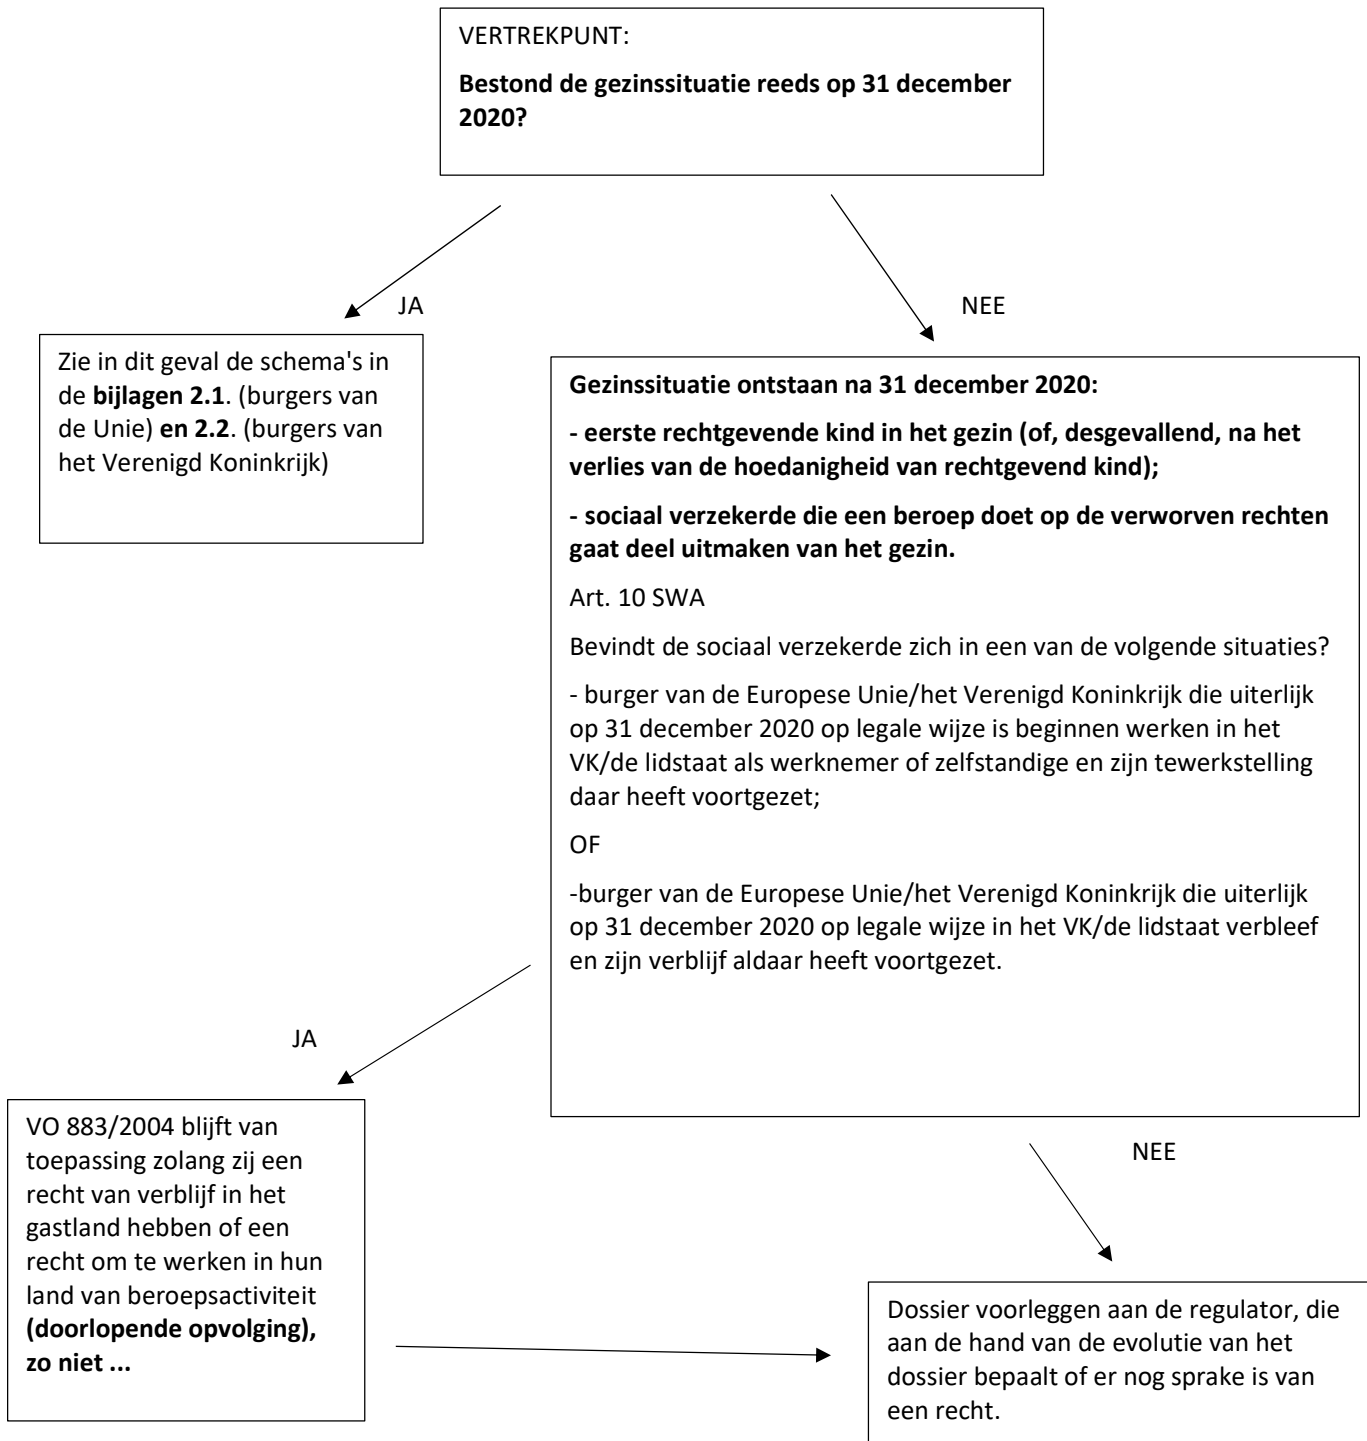 VERTREKPUNT:
Bestond de gezinssituatie reeds op 31 december
2020?
JA
NEE
Zie in dit geval de schema's in
de bijlagen 2.1. (burgers van
de Unie) en 2.2. (burgers van
het Verenigd Koninkrijk)
Gezinssituatie ontstaan na 31 december 2020:
- eerste rechtgevende kind in het gezin (of, desgevallend, na het
verlies van de hoedanigheid van rechtgevend kind);
- sociaal verzekerde die een beroep doet op de verworven rechten
gaat deel uitmaken van het gezin.
Art. 10 SWA
Bevindt de sociaal verzekerde zich in een van de volgende situaties?
- burger van de Europese Unie/het Verenigd Koninkrijk die uiterlijk
op 31 december 2020 op legale wijze is beginnen werken in het
VK/de lidstaat als werknemer of zelfstandige en zijn tewerkstelling
daar heeft voortgezet;
OF
-burger van de Europese Unie/het Verenigd Koninkrijk die uiterlijk
op 31 december 2020 op legale wijze in het VK/de lidstaat verbleef
en zijn verblijf aldaar heeft voortgezet.
JA
NEE
VO 883/2004 blijft van
toepassing zolang zij een
recht van verblijf in het
gastland hebben of een
recht om te werken in hun
land van beroepsactiviteit
(doorlopende opvolging),
zo niet ...
Dossier voorleggen aan de regulator, die
aan de hand van de evolutie van het
dossier bepaalt of er nog sprake is van
een recht.